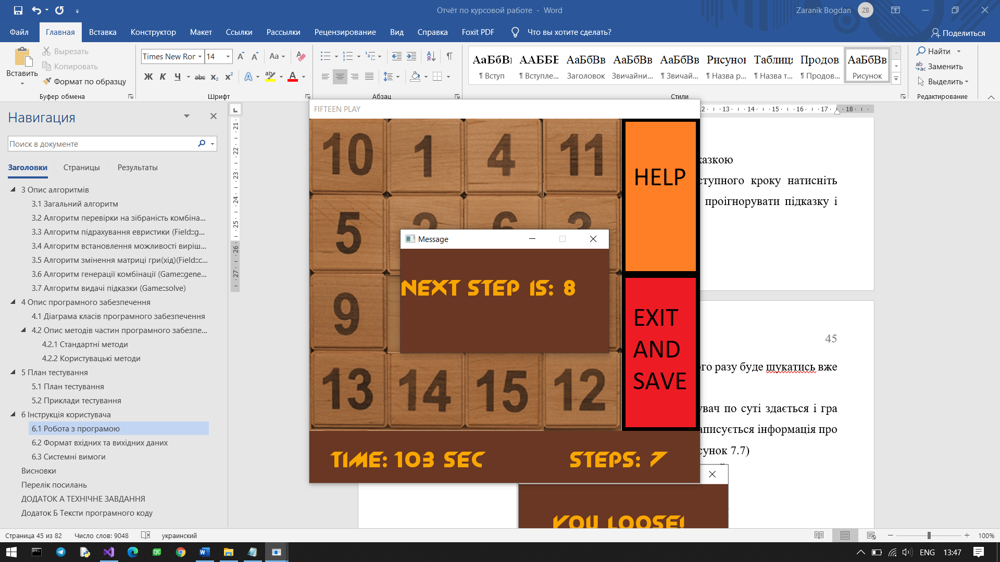 Отчёт по курсовой работе - Word
Zaranik Bogdan
ZB
Файл
Главная
Вставка
Конструктор
Макет
Ссылки
Рассылки
Рецензирование
Вид
Справка
Foxit PDF
Что вы хотите сделать?
Поделиться
Вставить
Вырезать
Копировать
Формат по образцу
Буфер обмена
Times New Ror
14
Шрифт
Абзац
АаБбВ
¶ Вступ
ААББЕ
¶ Вступле...
АаБбВв
Заголовок
АаБбВв
Звичайни...
АаБбВв
¶ Звичай...
Рисунок
¶ Назва р...
Таблиця
¶ Назва т...
Продов
¶ Продов...
АаБбВв
Рисунок
Стили
Найти
Заменить
Выделить
Редактирование
Навигация
Поиск в документе
Заголовки
Страницы
Результаты
3 Опис алгоритмів
3.1 Загальний алгоритм
3.2 Алгоритм перевірки на зібраність комбіна...
3.3 Алгоритм підрахування евристики (Field::g...
3.4 Алгоритм встановлення можливості виріш...
3.5 Алгоритм змінення матриці гри(хід)(Field::c...
3.6 Алгоритм генерації комбінації (Game::gene...
3.7 Алгоритм видачі підказки (Game::solve)
4 Опис програмного забезпечення
4.1 Діаграма класів програмного забезпечення
4.2 Опис методів частин програмного забезпе...
4.2.1 Стандартні методи
4.2.2 Користувацькі методи
5 План тестування
5.1 План тестування
5.2 Приклади тестування
6 Інструкція користувача
6.1 Робота з програмою
6.2 Формат вхідних та вихідних даних
6.3 Системні вимоги
Висновки
Перелік посилань
ДОДАТОК А ТЕХНІЧНЕ ЗАВДАННЯ
Додаток Б Тексти програмного коду
FIFTEEN PLAY
10 1 4 11
5 2 6 3
9
13 14 15 12
HELP
EXIT
AND
SAVE
Message
NEXT STEP IS: 8
TIME: 103 SEC
STEPS: 7
12 · 13 · 14 · 15 · 16 · 17 · 18
21
22
23
24
25
26
27
казкою
ступного кроку натисніть
проігнорувати підказку і
45
ого разу буде шукатись вже
увач по суті здається і гра
аписується інформація про
сунок 7.7)
YOU LOOSE!
Страница 45 из 82
Число слов: 9048
украинский
100%
ENG
13:47